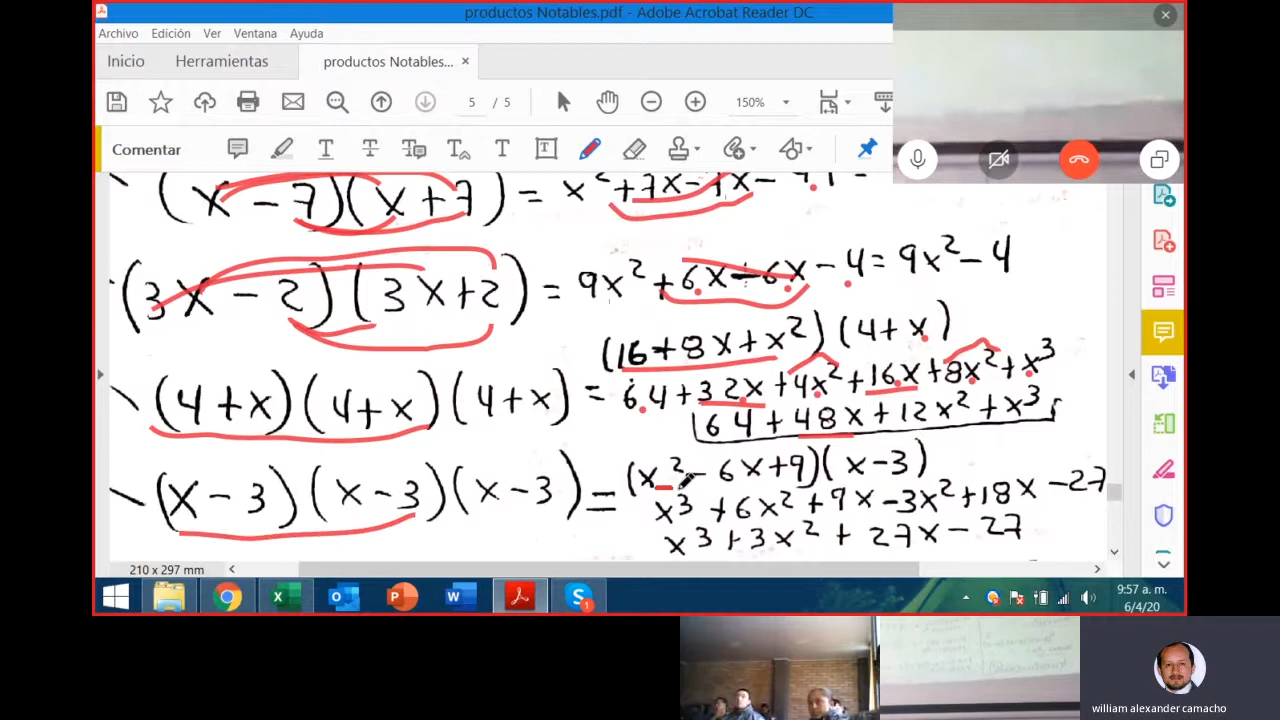 productos Notables.pdf - Adobe Acrobat Reader DC
Archivo Edición Ver Ventana Ayuda
Inicio Herramientas productos Notables... ×
5 / 5 150%
Comentar
(x - 7)(x + 7) = x² + 7x - 7x -
(3x - 2)(3x + 2) = 9x² + 6x - 6x - 4 = 9x² - 4
(16 + 8x + x²)(4 + x)
(4 + x)(4 + x)(4 + x) = 64 + 32x + 4x² + 16x + 8x² + x³
64 + 48x + 12x² + x³
(x - 3)(x - 3)(x - 3) = (x² - 6x + 9)(x - 3)
x³ + 6x² + 9x - 3x² + 18x - 27
x³ + 3x² + 27x - 27
210 x 297 mm
9:57 a. m.
6/4/20
william alexander camacho